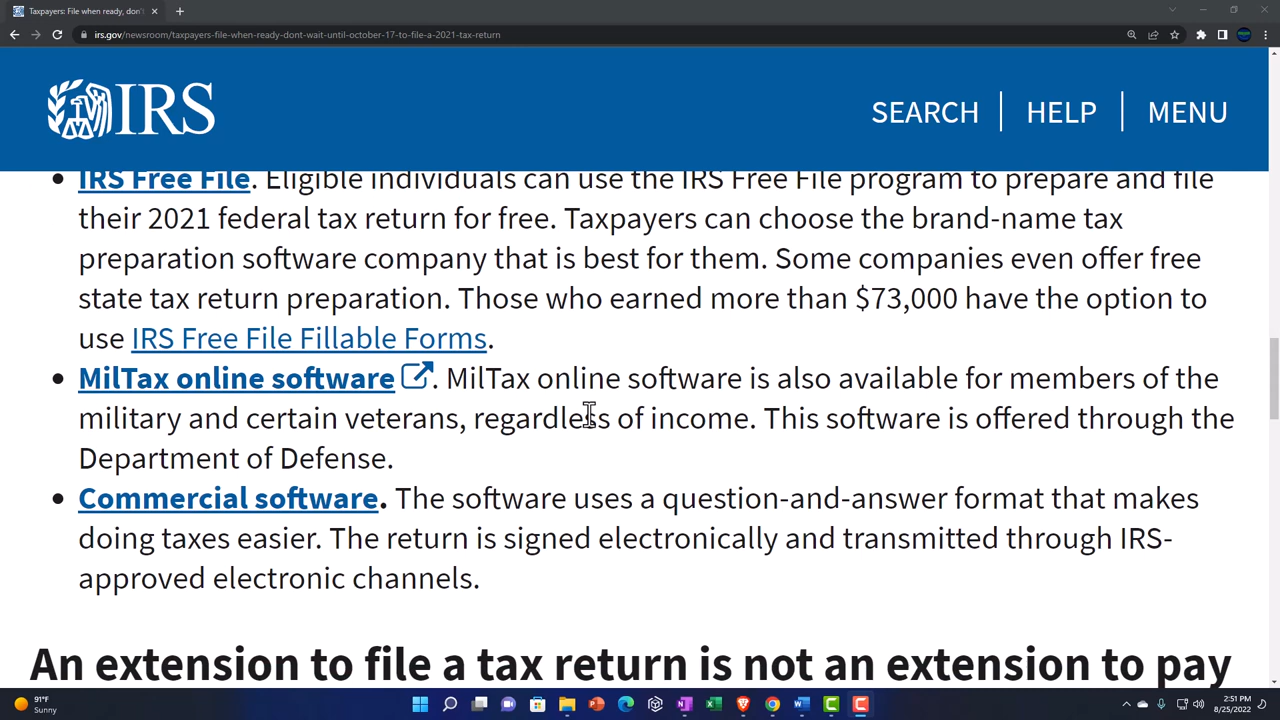 Taxpayers: File when ready, don'
irs.gov/newsroom/taxpayers-file-when-ready-dont-wait-until-october-17-to-file-a-2021-tax-return
IRS
SEARCH | HELP | MENU
IRS Free File. Eligible individuals can use the IRS Free File program to prepare and file
their 2021 federal tax return for free. Taxpayers can choose the brand-name tax
preparation software company that is best for them. Some companies even offer free
state tax return preparation. Those who earned more than $73,000 have the option to
use IRS Free File Fillable Forms.
MilTax online software. MilTax online software is also available for members of the
military and certain veterans, regardless of income. This software is offered through the
Department of Defense.
Commercial software. The software uses a question-and-answer format that makes
doing taxes easier. The return is signed electronically and transmitted through IRS-
approved electronic channels.
An extension to file a tax return is not an extension to pay
91°F
Sunny
2:51 PM
8/25/2022